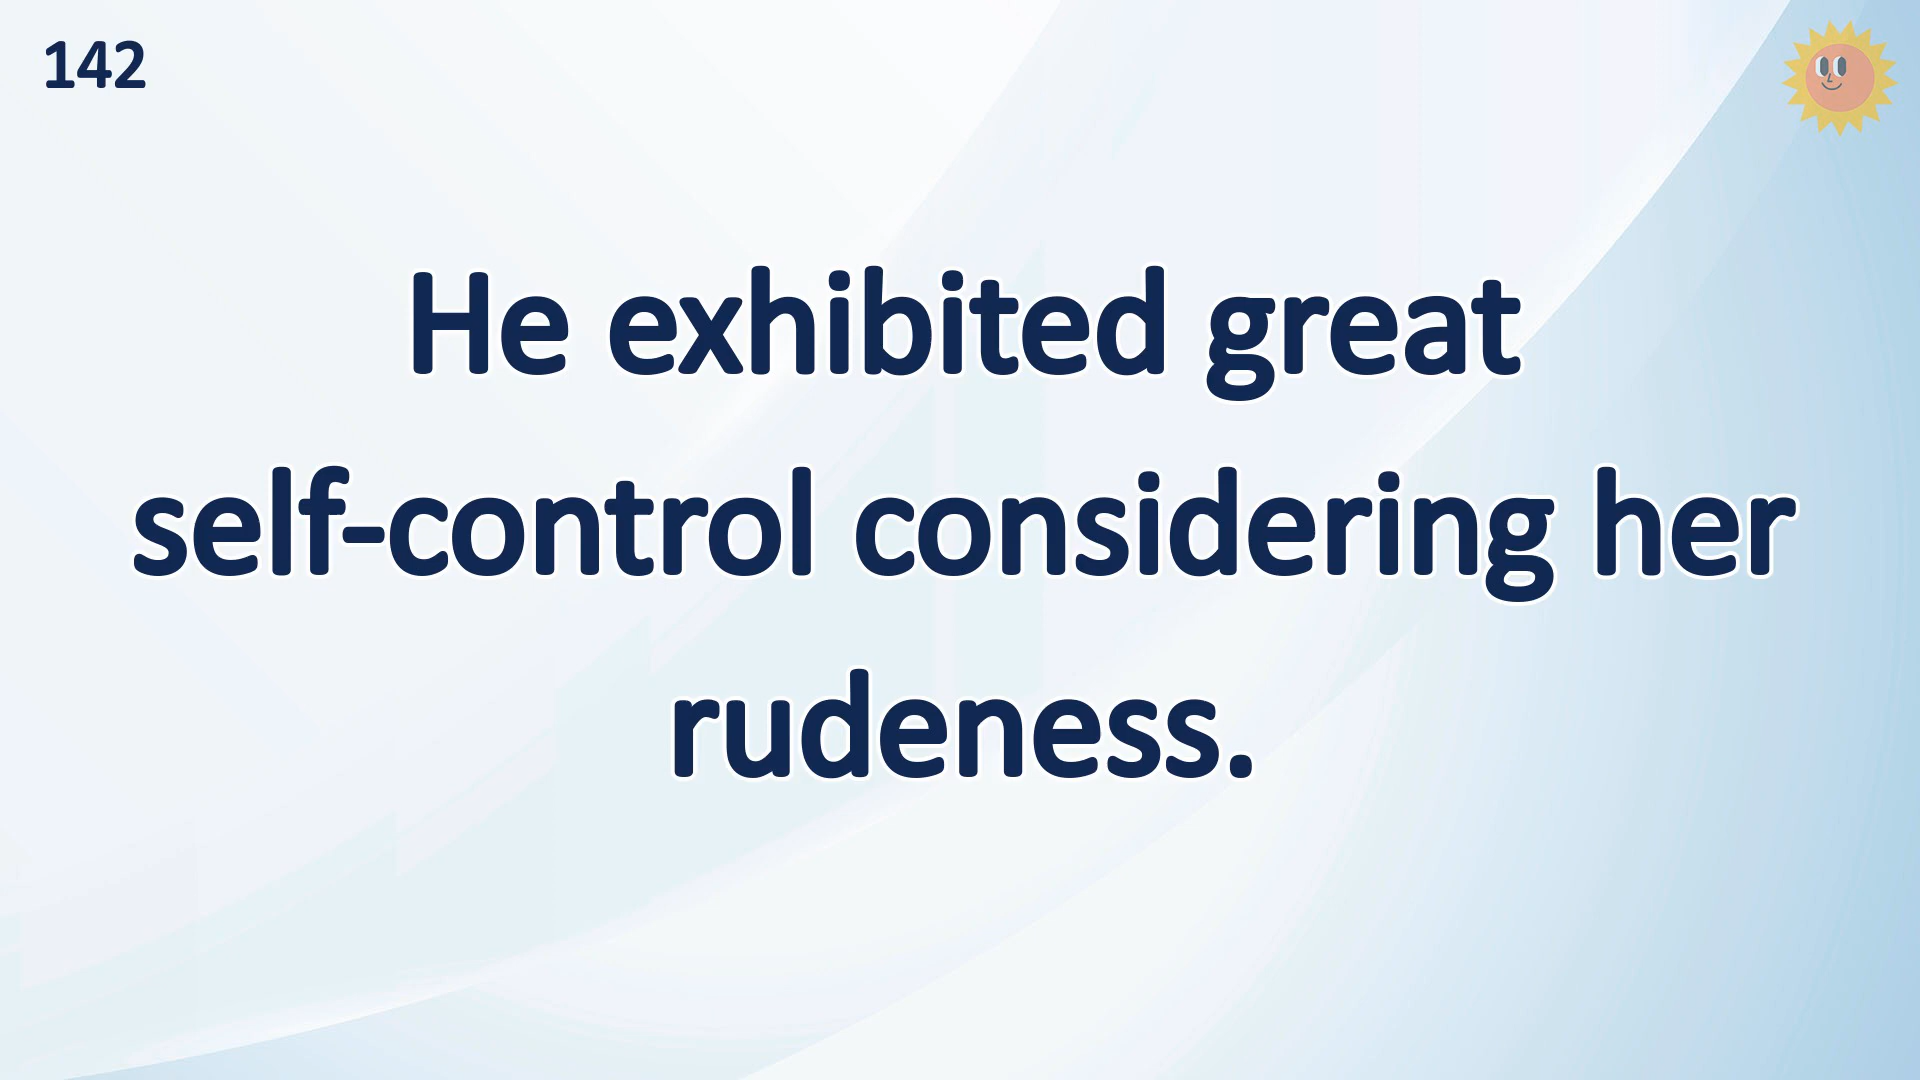 142
He exhibited great
self-control considering her
rudeness.